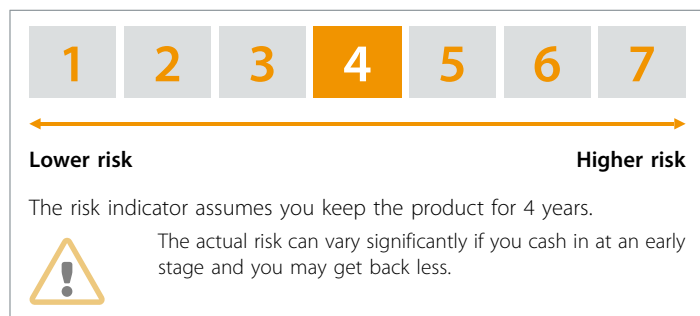 1 2 3 4 5 6 7
Lower risk Higher risk
The risk indicator assumes you keep the product for 4 years.
The actual risk can vary significantly if you cash in at an early
stage and you may get back less.